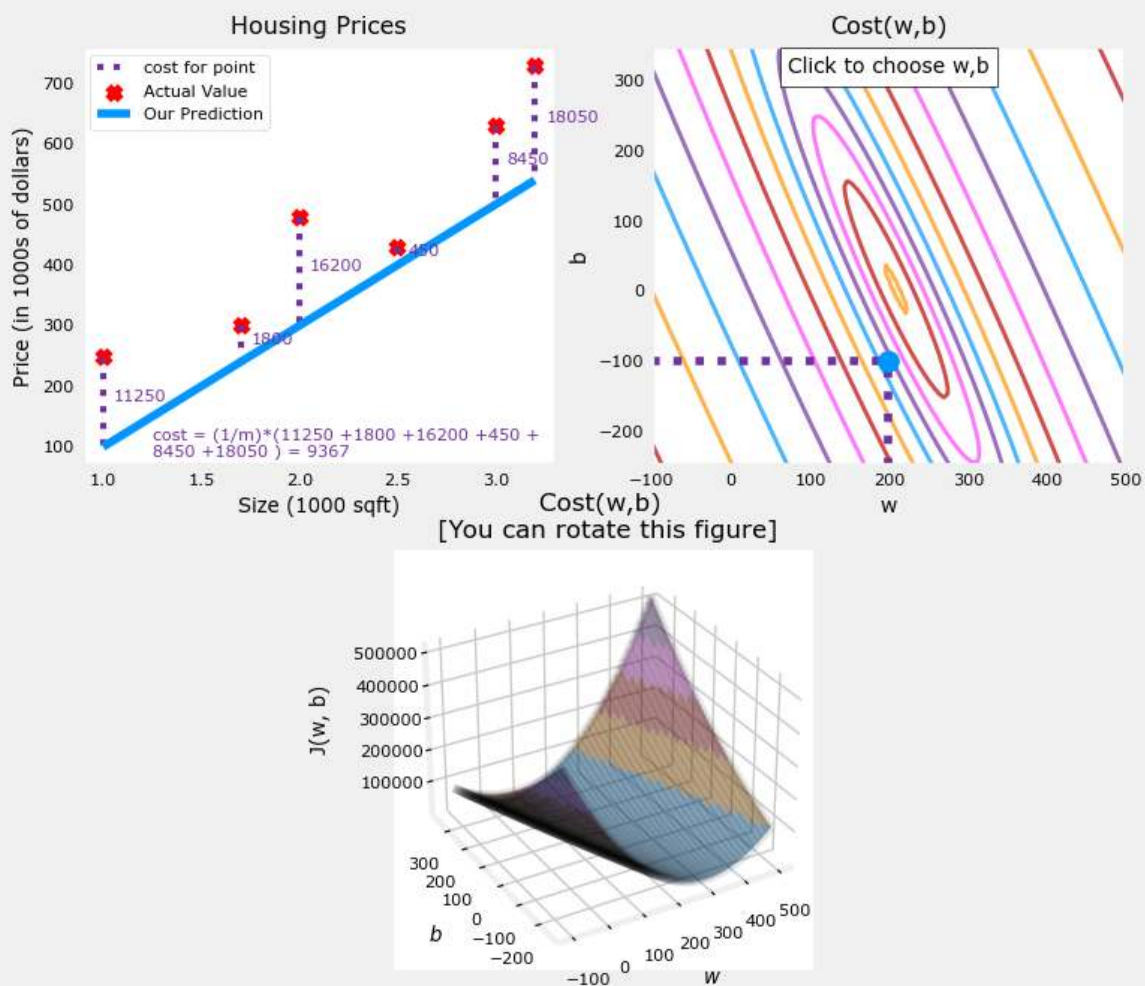 Housing Prices
cost for point
Actual Value
Our Prediction
700
600
500
400
300
200
100
Price (in 1000s of dollars)
18050
8450
450
16200
1800
11250
cost = (1/m)*(11250 +1800 +16200 +450 +
8450 +18050 ) = 9367
1.0 1.5 2.0 2.5 3.0
Size (1000 sqft)
Cost(w,b)
Click to choose w,b
300
200
100
0
−100
−200
b
−100 0 100 200 300 400 500
w
Cost(w,b)
[You can rotate this figure]
500000
400000
300000
200000
100000
J(w, b)
300
200
100
0
−100
−200
b
−100 0 100 200 300 400 500
w